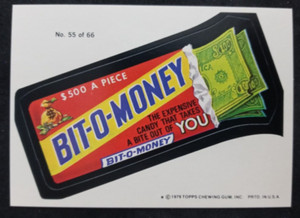 No. 55 of 66
$500 A PIECE
BIT-O-MONEY
THE EXPENSIVE
CANDY THAT TAKES
A BITE OUT OF YOU
BIT-O-MONEY
© 1979 TOPPS CHEWING GUM, INC. PRTD. IN U.S.A.